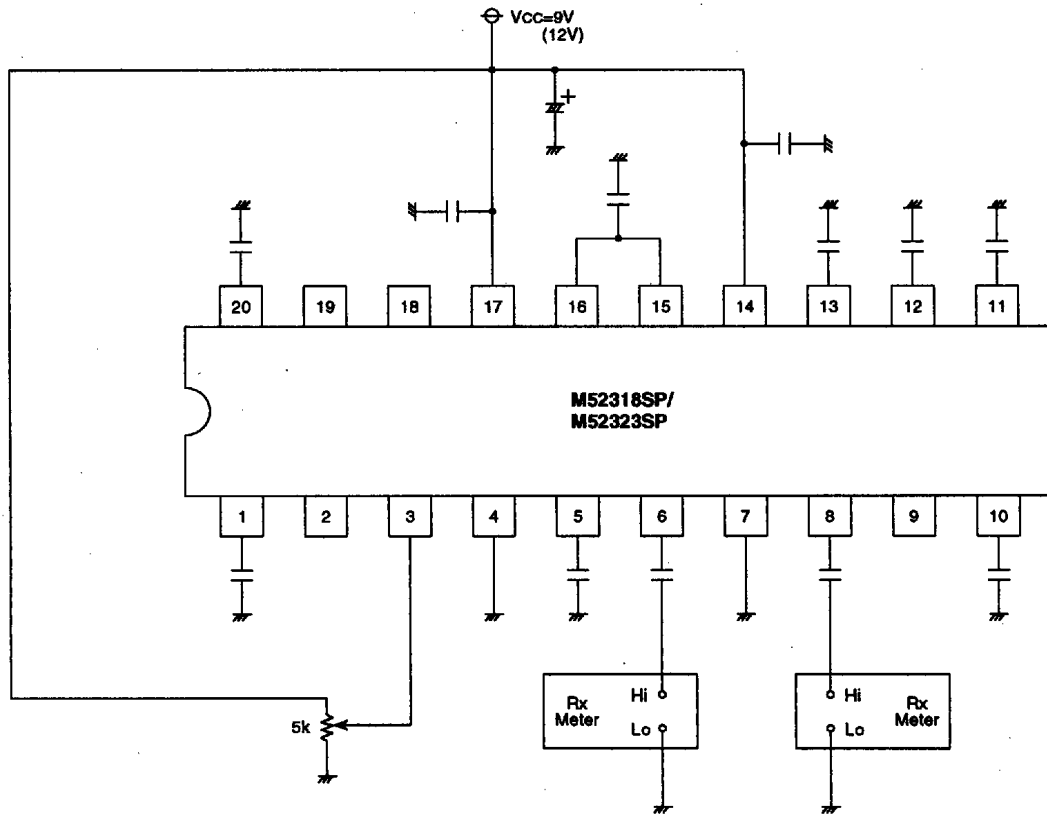 VCC=9V
(12V)
+
20 19 18 17 16 15 14 13 12 11
M52318SP/
M52323SP
1 2 3 4 5 6 7 8 9 10
5k
Rx
Meter
Hi
Lo
Hi
Lo
Rx
Meter